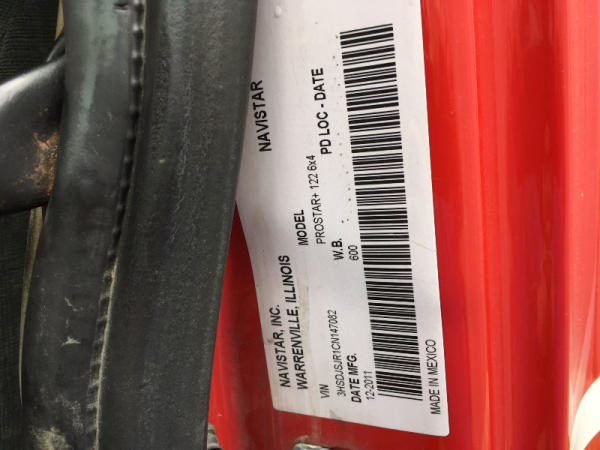 NAVISTAR
NAVISTAR, INC.
WARRENVILLE, ILLINOIS
MODEL
PROSTAR+ 122 6x4
VIN
3HSDJSJR1CN147082
W.B.
600
PD LOC - DATE
DATE MFG.
12-2011
MADE IN MEXICO